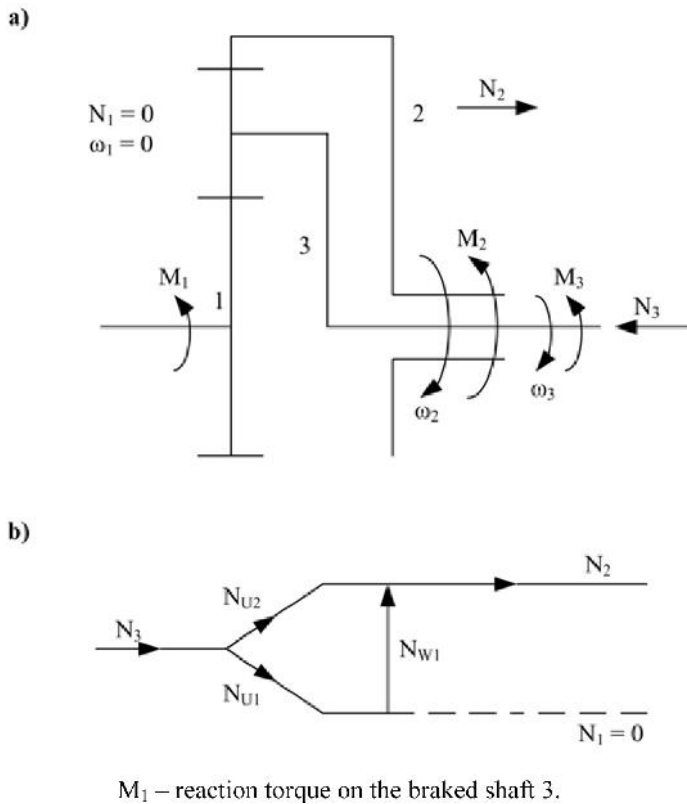 a)
N₁ = 0
ω₁ = 0
2
N₂
3
M₁
1
M₂
M₃
N₃
ω₂
ω₃
b)
N₂
N_U2
N₃
N_W1
N_U1
N₁ = 0
M₁ – reaction torque on the braked shaft 3.